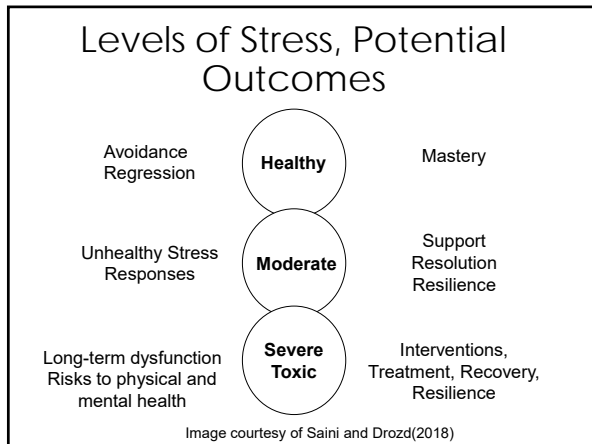 Levels of Stress, Potential
Outcomes
Avoidance
Regression
Healthy
Mastery
Unhealthy Stress
Responses
Moderate
Support
Resolution
Resilience
Long-term dysfunction
Risks to physical and
mental health
Severe
Toxic
Interventions,
Treatment, Recovery,
Resilience
Image courtesy of Saini and Drozd(2018)